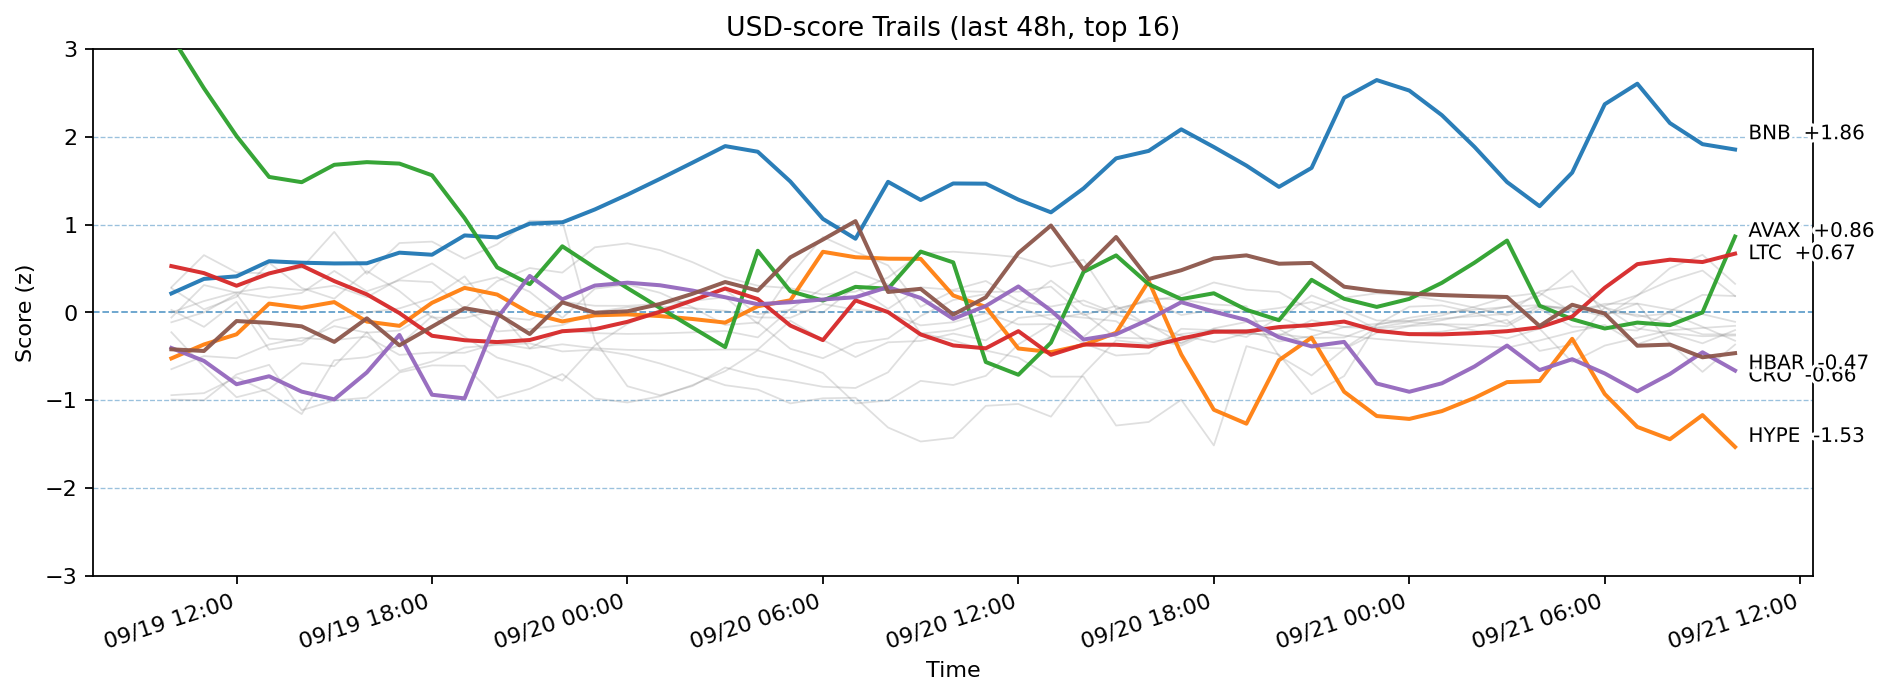 USD-score Trails (last 48h, top 16)
3
2
1
0
−1
−2
−3
Score (z)
BNB +1.86
AVAX +0.86
LTC +0.67
HBAR -0.47
CRO -0.66
HYPE -1.53
09/19 12:00
09/19 18:00
09/20 00:00
09/20 06:00
09/20 12:00
09/20 18:00
09/21 00:00
09/21 06:00
09/21 12:00
Time